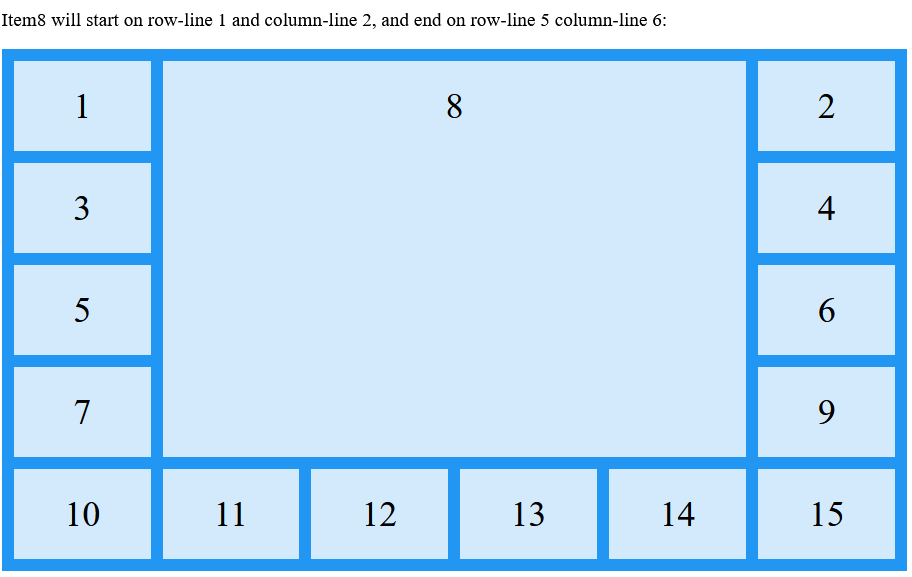 Item8 will start on row-line 1 and column-line 2, and end on row-line 5 column-line 6:
1 8 2
3 4
5 6
7 9
10 11 12 13 14 15